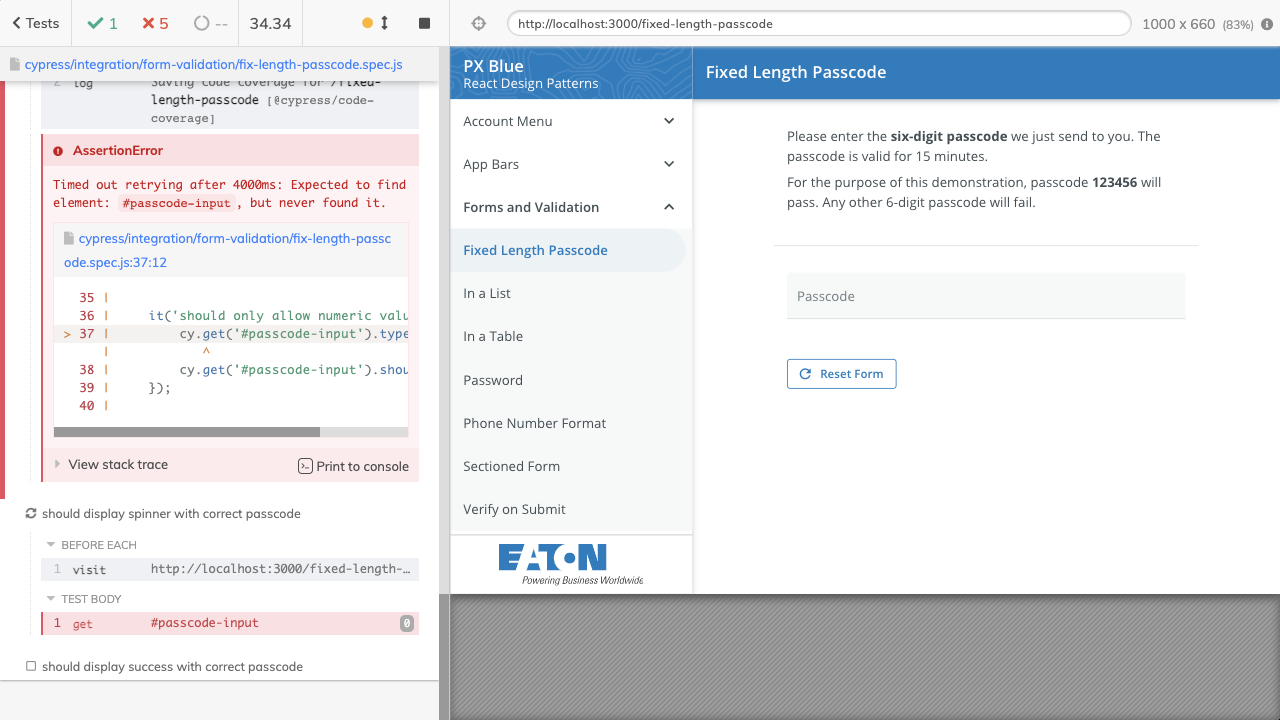 Tests
1
5
--
34.34
http://localhost:3000/fixed-length-passcode
1000 x 660 (83%)
cypress/integration/form-validation/fix-length-passcode.spec.js
2 log Saving code coverage for /fixed-
length-passcode [@cypress/code-
coverage]
AssertionError
Timed out retrying after 4000ms: Expected to find
element: #passcode-input, but never found it.
cypress/integration/form-validation/fix-length-passc
ode.spec.js:37:12
35 |
36 | it('should only allow numeric valu
> 37 | cy.get('#passcode-input').type
| ^
38 | cy.get('#passcode-input').shou
39 | });
40 |
View stack trace
Print to console
should display spinner with correct passcode
BEFORE EACH
1 visit http://localhost:3000/fixed-length-…
TEST BODY
1 get #passcode-input 0
should display success with correct passcode
PX Blue
React Design Patterns
Account Menu
App Bars
Forms and Validation
Fixed Length Passcode
In a List
In a Table
Password
Phone Number Format
Sectioned Form
Verify on Submit
EATON
Powering Business Worldwide
Fixed Length Passcode
Please enter the six-digit passcode we just send to you. The
passcode is valid for 15 minutes.
For the purpose of this demonstration, passcode 123456 will
pass. Any other 6-digit passcode will fail.
Passcode
Reset Form